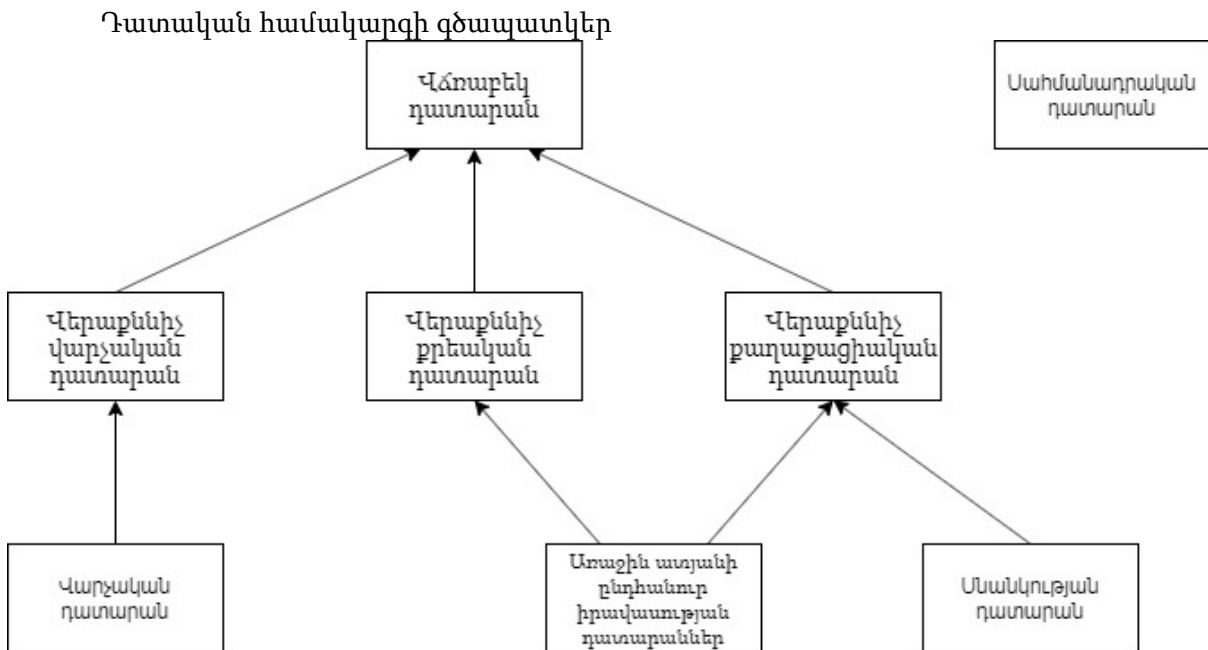 Դատական համակարգի գծապատկեր
Վճռաբեկ
դատարան
Սահմանադրական
դատարան
Վերաքննիչ
վարչական
դատարան
Վերաքննիչ
քրեական
դատարան
Վերաքննիչ
քաղաքացիական
դատարան
Վարչական
դատարան
Առաջին ատյանի
ընդհանուր
իրավասության
դատարաններ
Սնանկության
դատարան